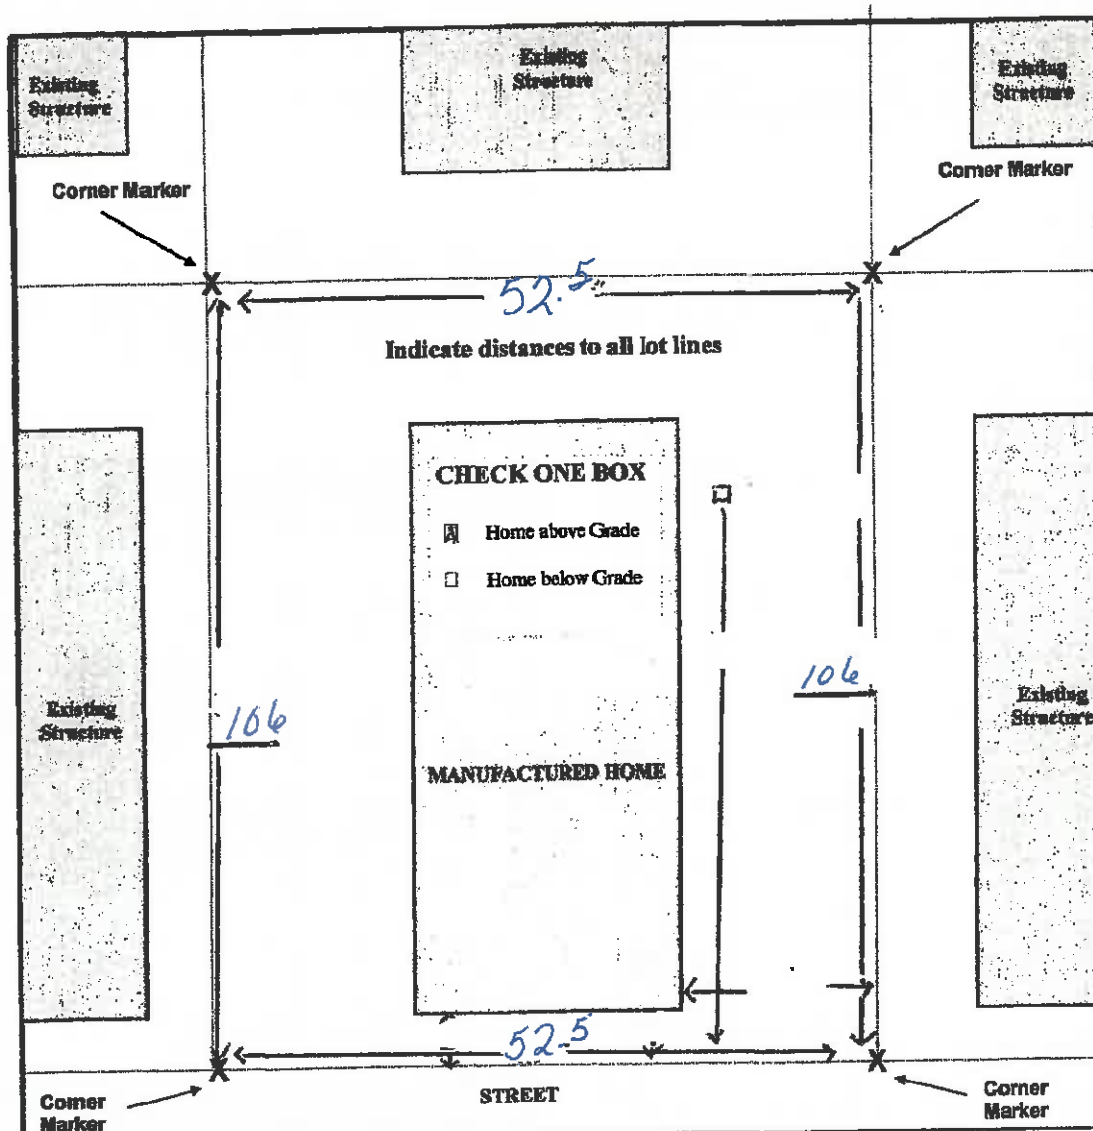 Existing
Structure
Existing
Structure
Existing
Structure
Corner Marker
Corner Marker
X
X
52.5
Indicate distances to all lot lines
CHECK ONE BOX
Home above Grade
Home below Grade
106
Existing
Structure
Existing
Structure
106
MANUFACTURED HOME
52.5
X
X
STREET
Corner
Marker
Corner
Marker